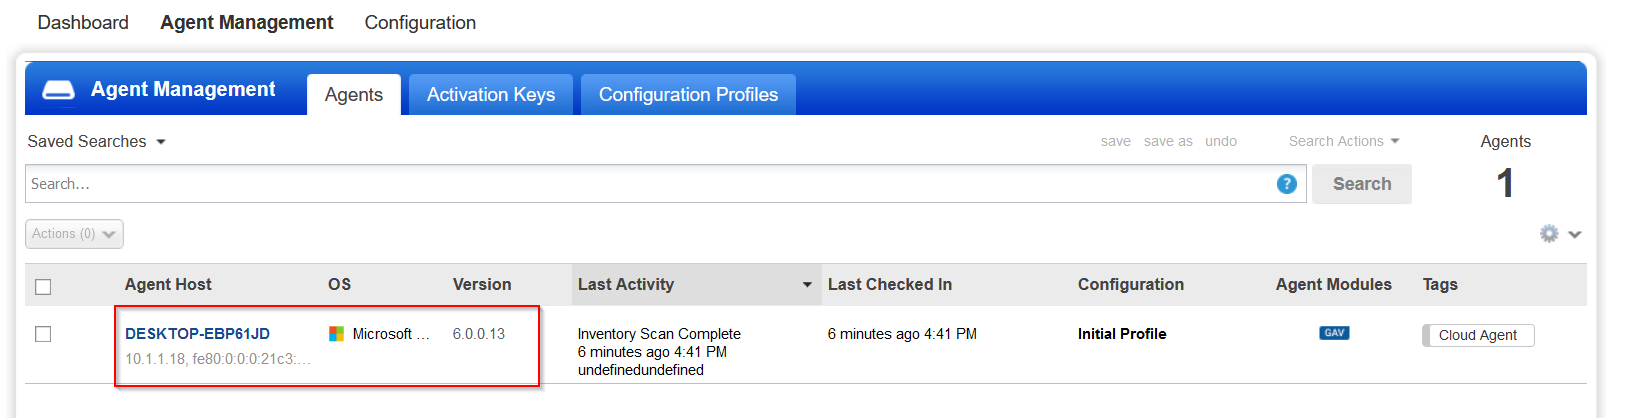 Dashboard Agent Management Configuration
Agent Management Agents Activation Keys Configuration Profiles
Saved Searches save save as undo Search Actions Agents
Search... ? Search 1
Actions (0)
Agent Host OS Version Last Activity Last Checked In Configuration Agent Modules Tags
DESKTOP-EBP61JD Microsoft ... 6.0.0.13 Inventory Scan Complete 6 minutes ago 4:41 PM Initial Profile GAV Cloud Agent
10.1.1.18, fe80:0:0:0:21c3:... 6 minutes ago 4:41 PM
undefinedundefined